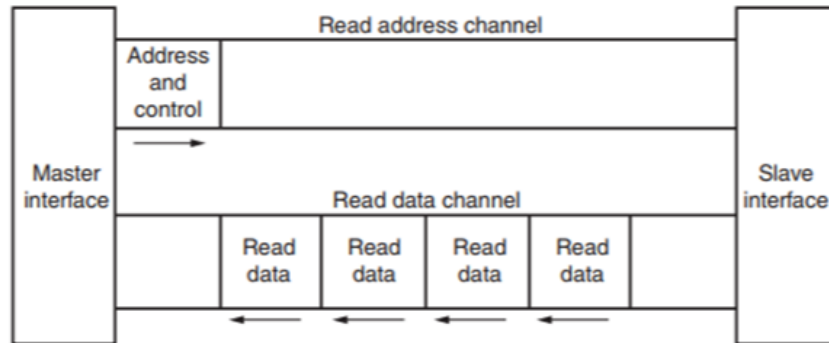 Read address channel
Address
and
control
Master
interface
Slave
interface
Read data channel
Read
data
Read
data
Read
data
Read
data